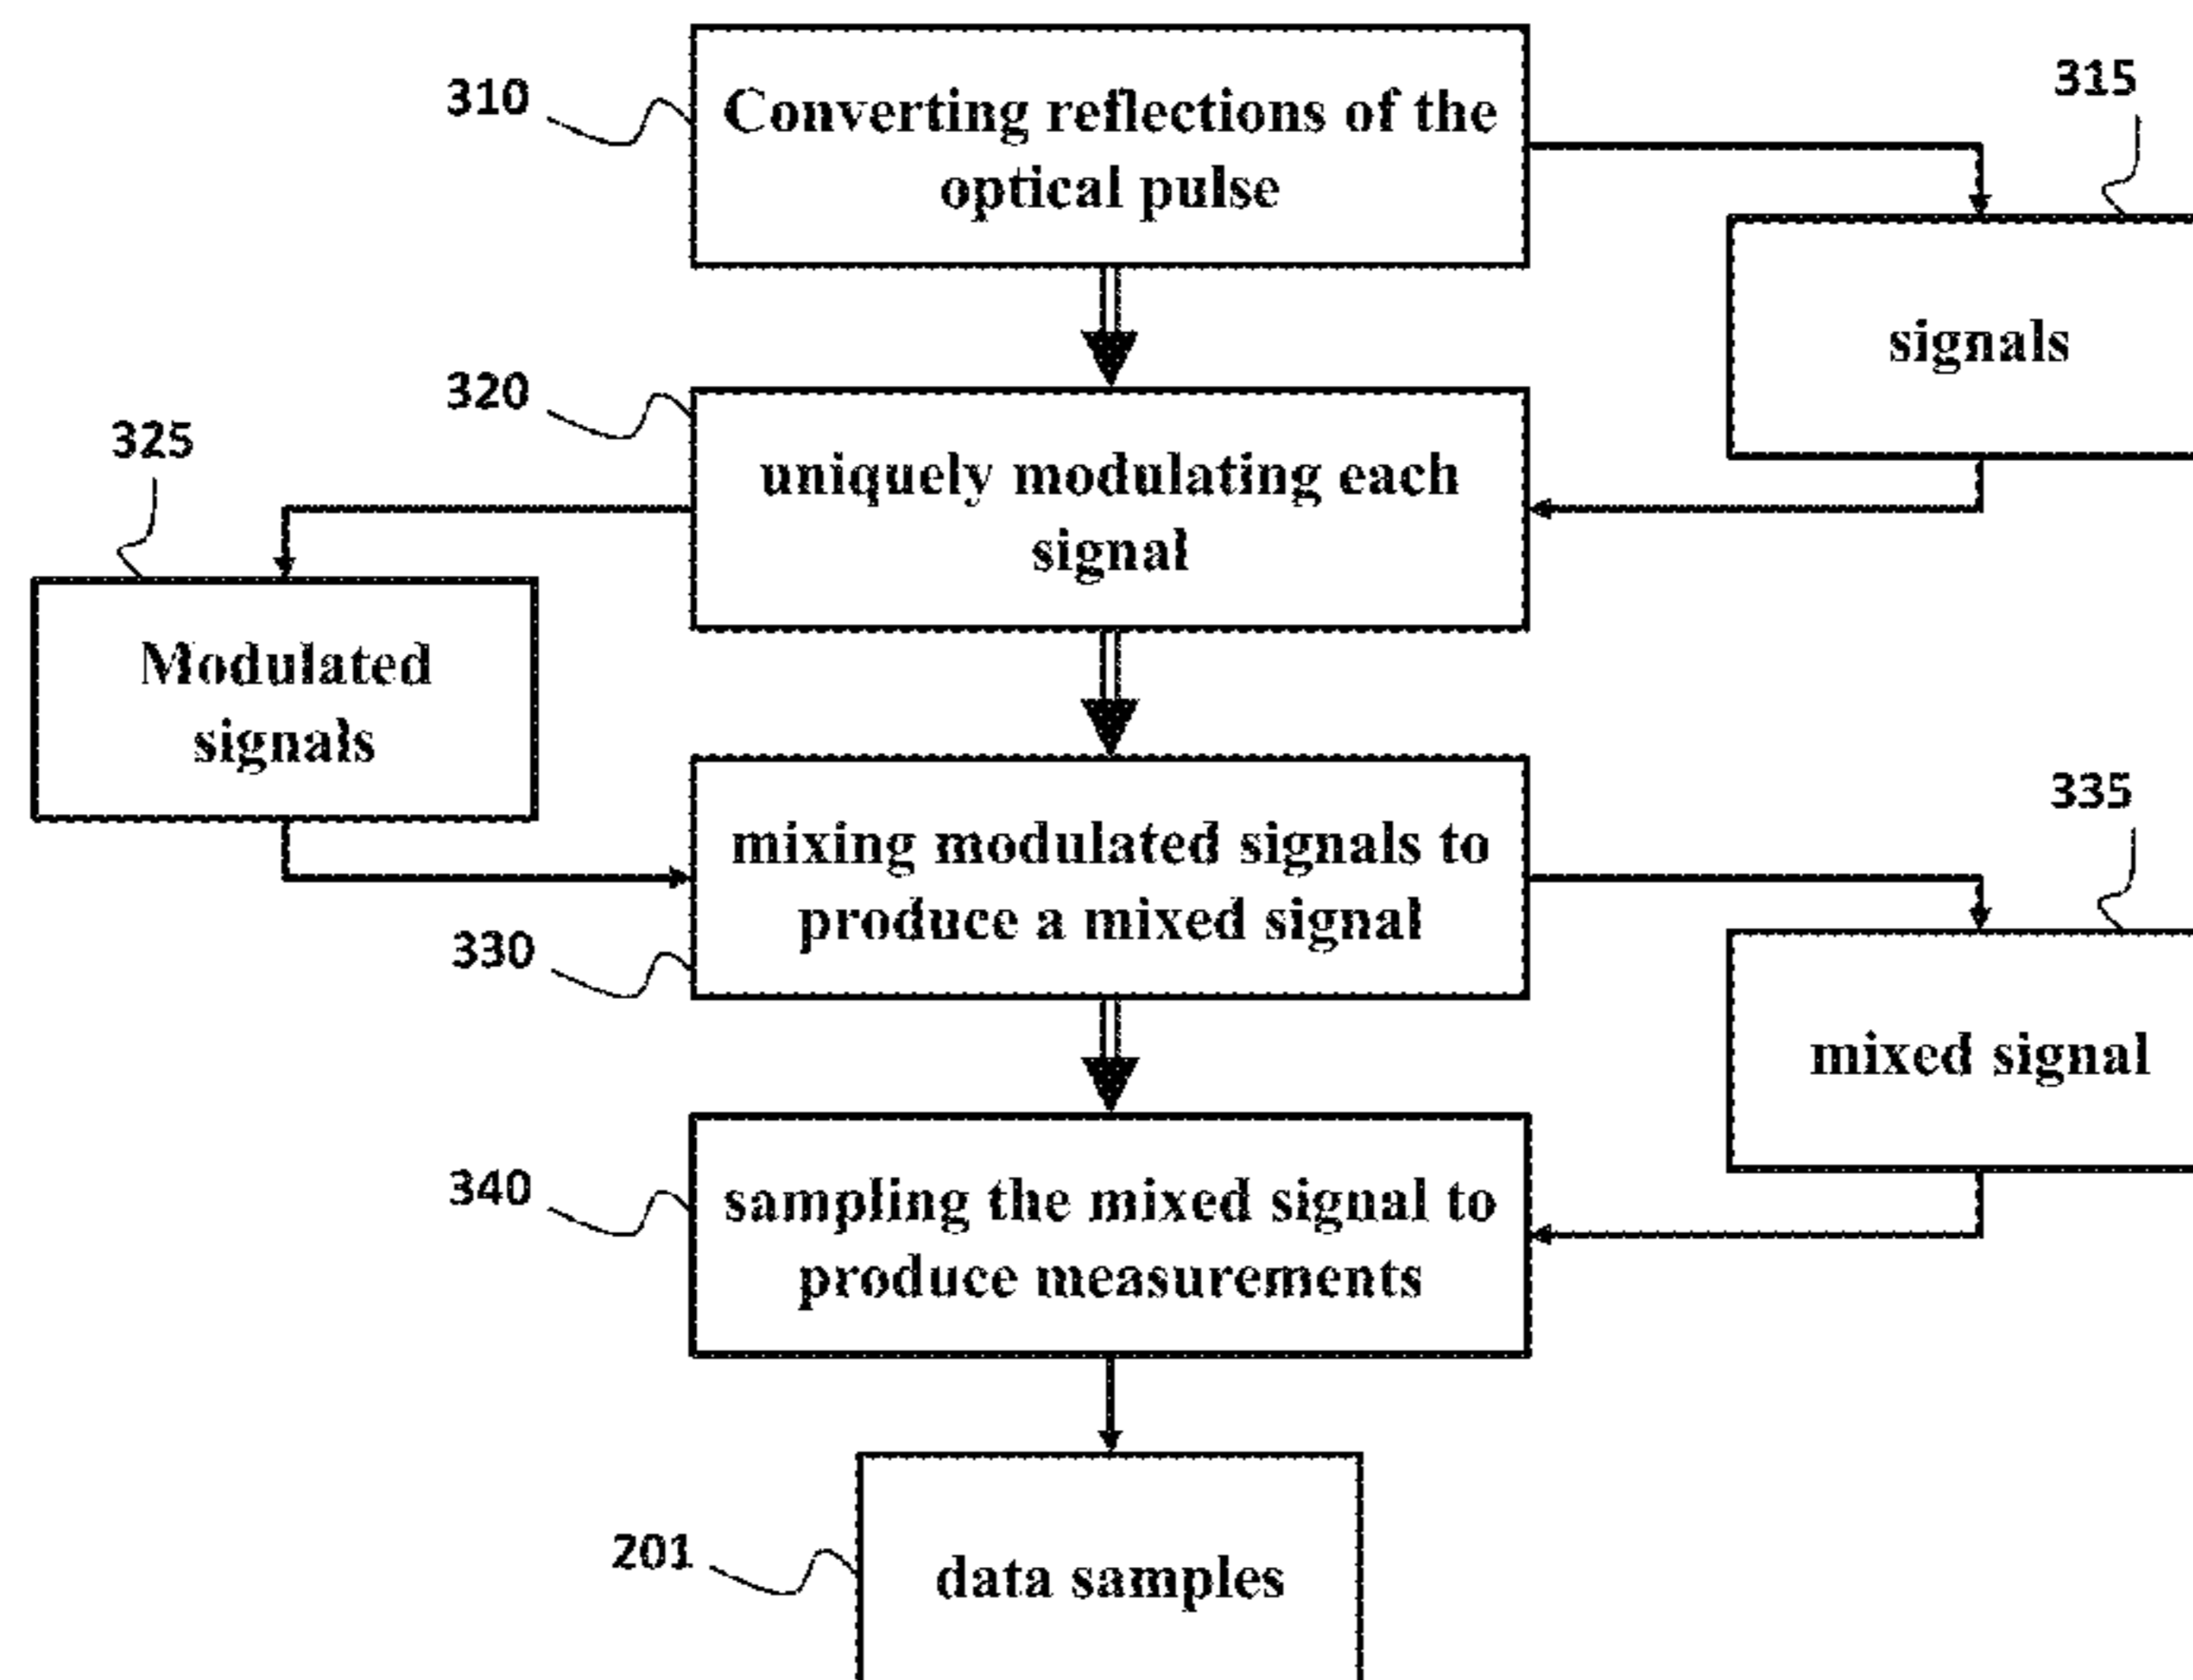 310
Converting reflections of the
optical pulse
315
signals
320
uniquely modulating each
signal
325
Modulated
signals
mixing modulated signals to
produce a mixed signal
330
335
mixed signal
340
sampling the mixed signal to
produce measurements
201
data samples